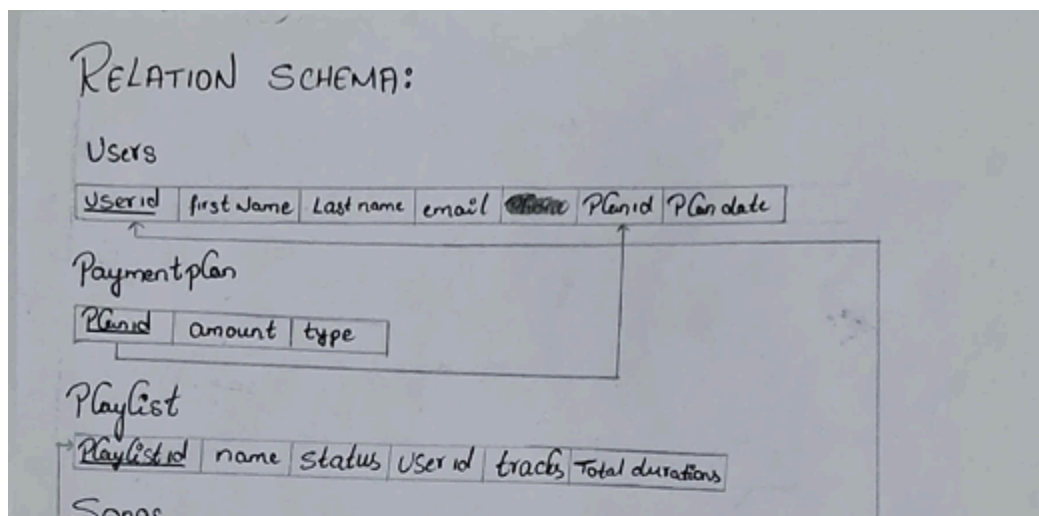 RELATION SCHEMA:
Users
Userid first Name Last name email Planid Plan date
Paymentplan
Planid amount type
Playlist
Playlistid name status User id tracks Total durations
Songs